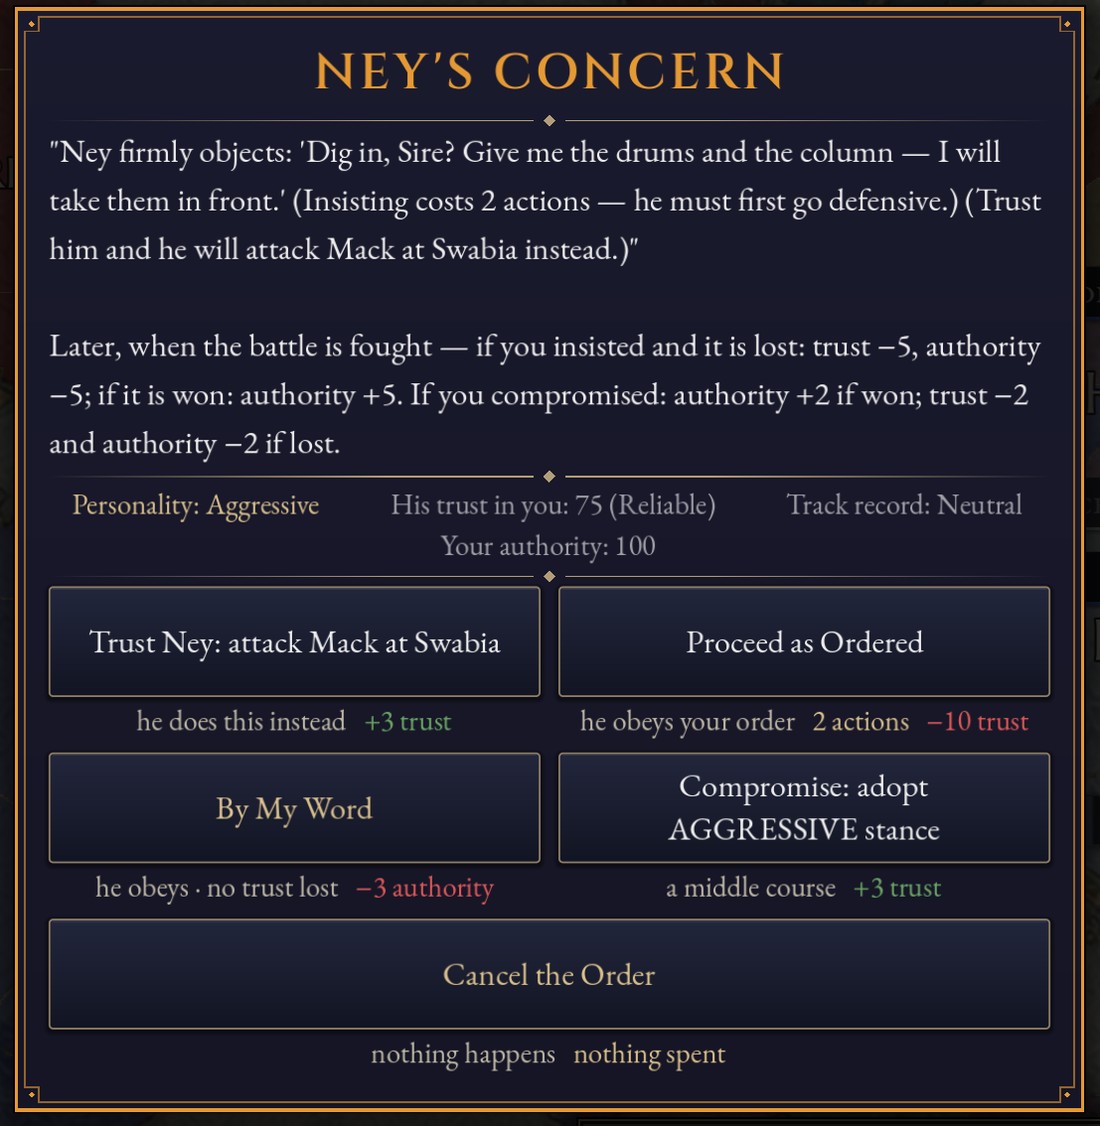 NEY'S CONCERN
"Ney firmly objects: 'Dig in, Sire? Give me the drums and the column — I will
take them in front.' (Insisting costs 2 actions — he must first go defensive.) (Trust
him and he will attack Mack at Swabia instead.)"
Later, when the battle is fought — if you insisted and it is lost: trust −5, authority
−5; if it is won: authority +5. If you compromised: authority +2 if won; trust −2
and authority −2 if lost.
Personality: Aggressive His trust in you: 75 (Reliable) Track record: Neutral
Your authority: 100
Trust Ney: attack Mack at Swabia Proceed as Ordered
he does this instead +3 trust he obeys your order 2 actions −10 trust
By My Word
Compromise: adopt
AGGRESSIVE stance
he obeys · no trust lost −3 authority a middle course +3 trust
Cancel the Order
nothing happens nothing spent